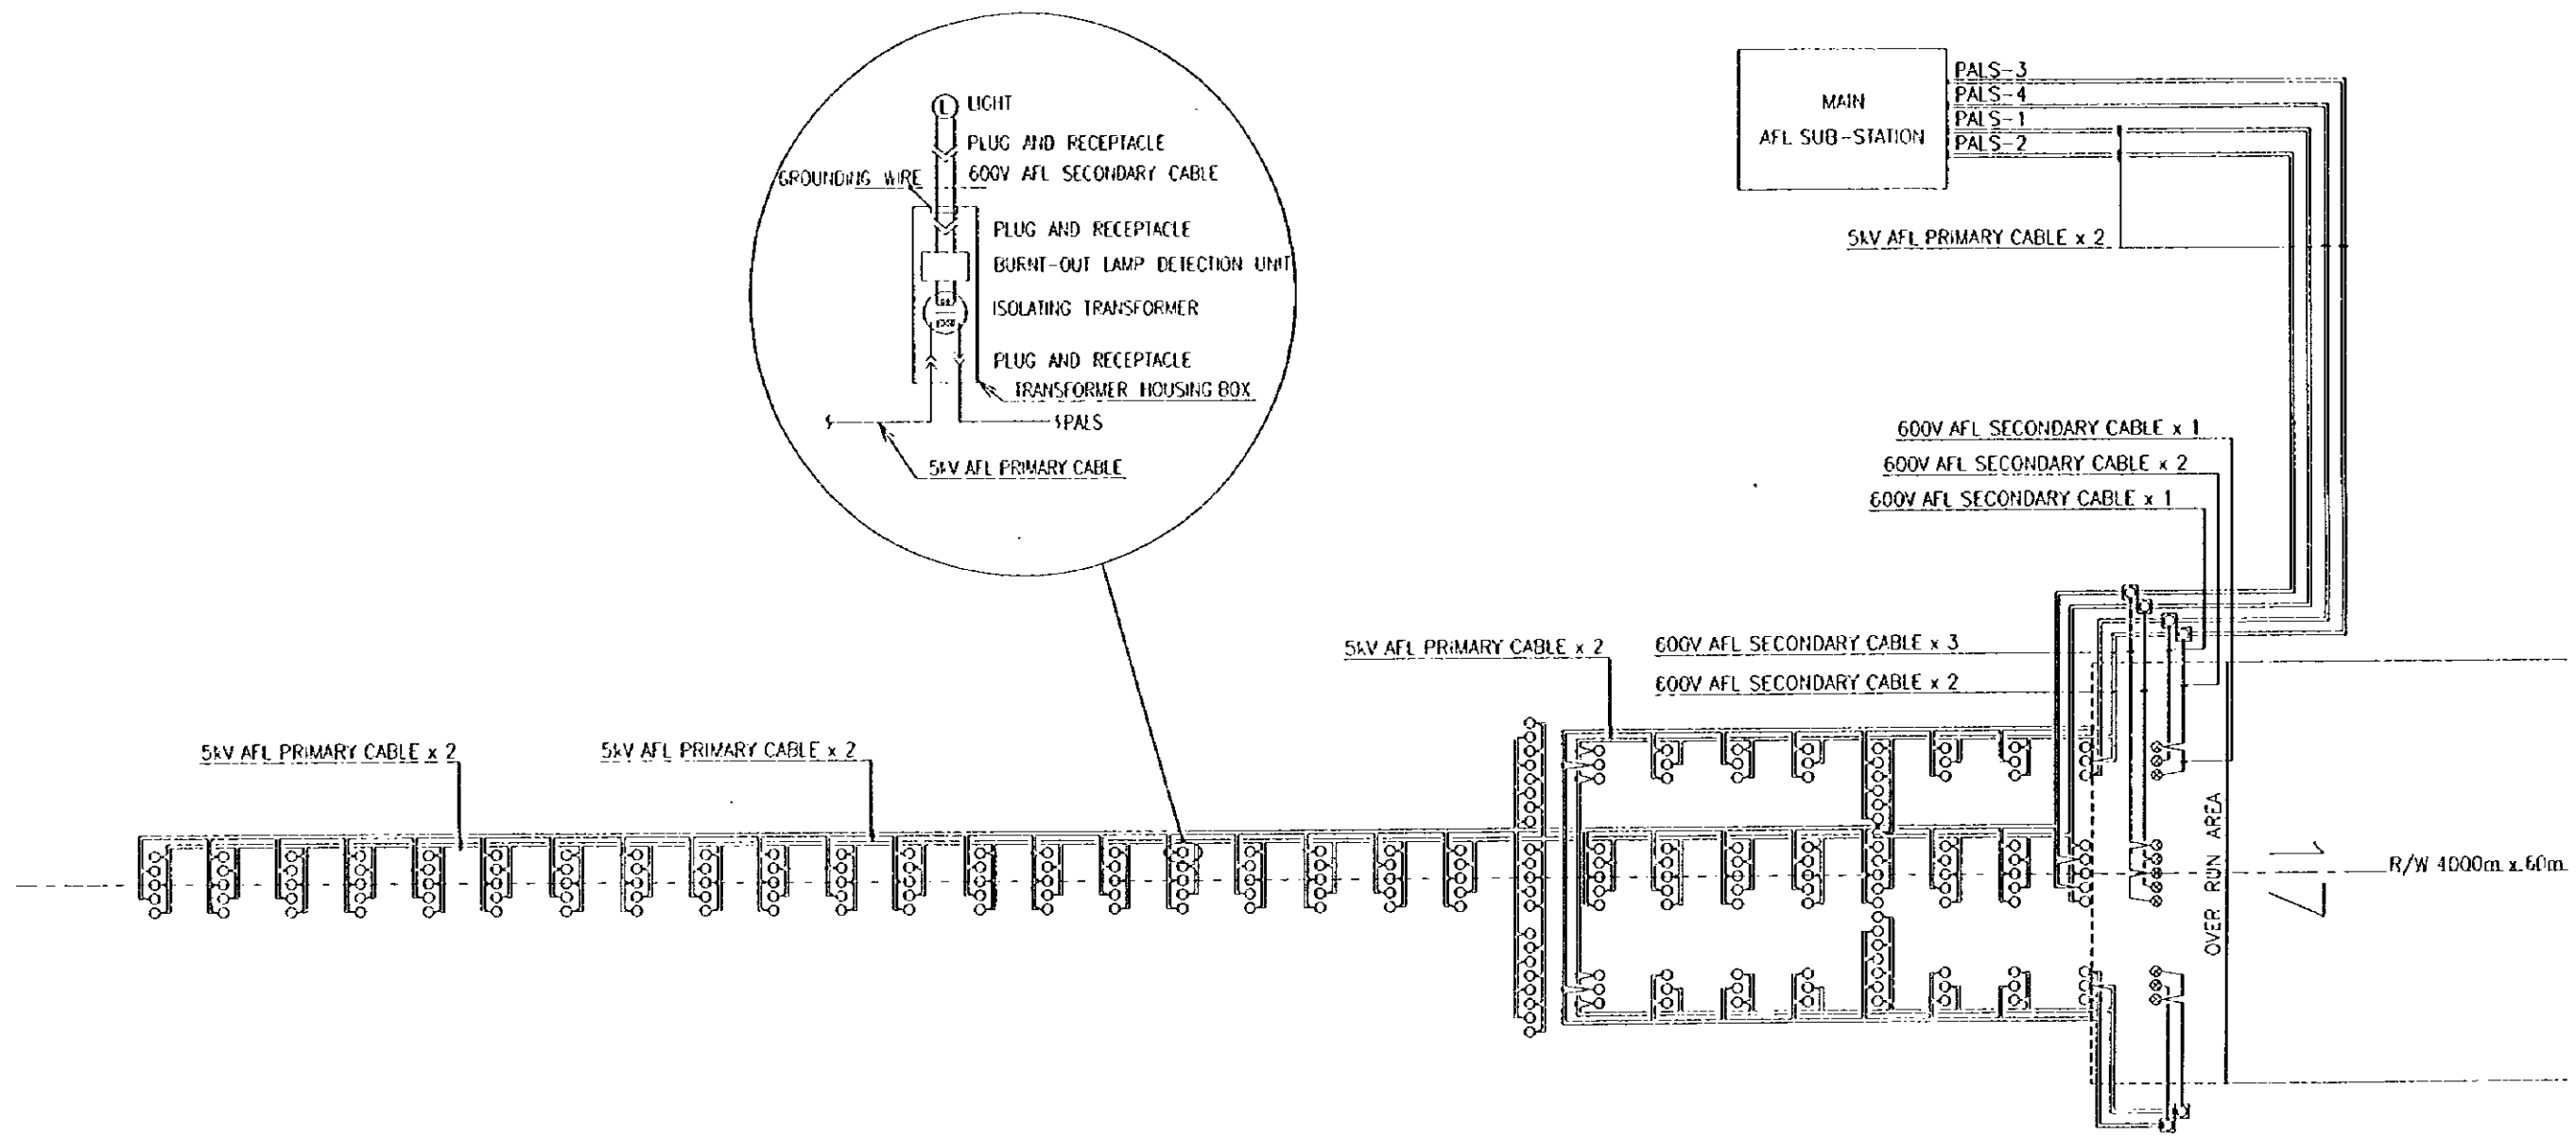 PALS-3
PALS-4
PALS-1
PALS-2
MAIN
AFL SUB-STATION
5kV AFL PRIMARY CABLE x 2
L
LIGHT
PLUG AND RECEPTACLE
GROUNDING WIRE
600V AFL SECONDARY CABLE
PLUG AND RECEPTACLE
BURNT-OUT LAMP DETECTION UNIT
ISOLATING TRANSFORMER
PLUG AND RECEPTACLE
TRANSFORMER HOUSING BOX
PALS
5kV AFL PRIMARY CABLE
600V AFL SECONDARY CABLE x 1
600V AFL SECONDARY CABLE x 2
600V AFL SECONDARY CABLE x 1
5kV AFL PRIMARY CABLE x 2
600V AFL SECONDARY CABLE x 3
600V AFL SECONDARY CABLE x 2
5kV AFL PRIMARY CABLE x 2
5kV AFL PRIMARY CABLE x 2
OVER RUN AREA
R/W 4000m x 60m